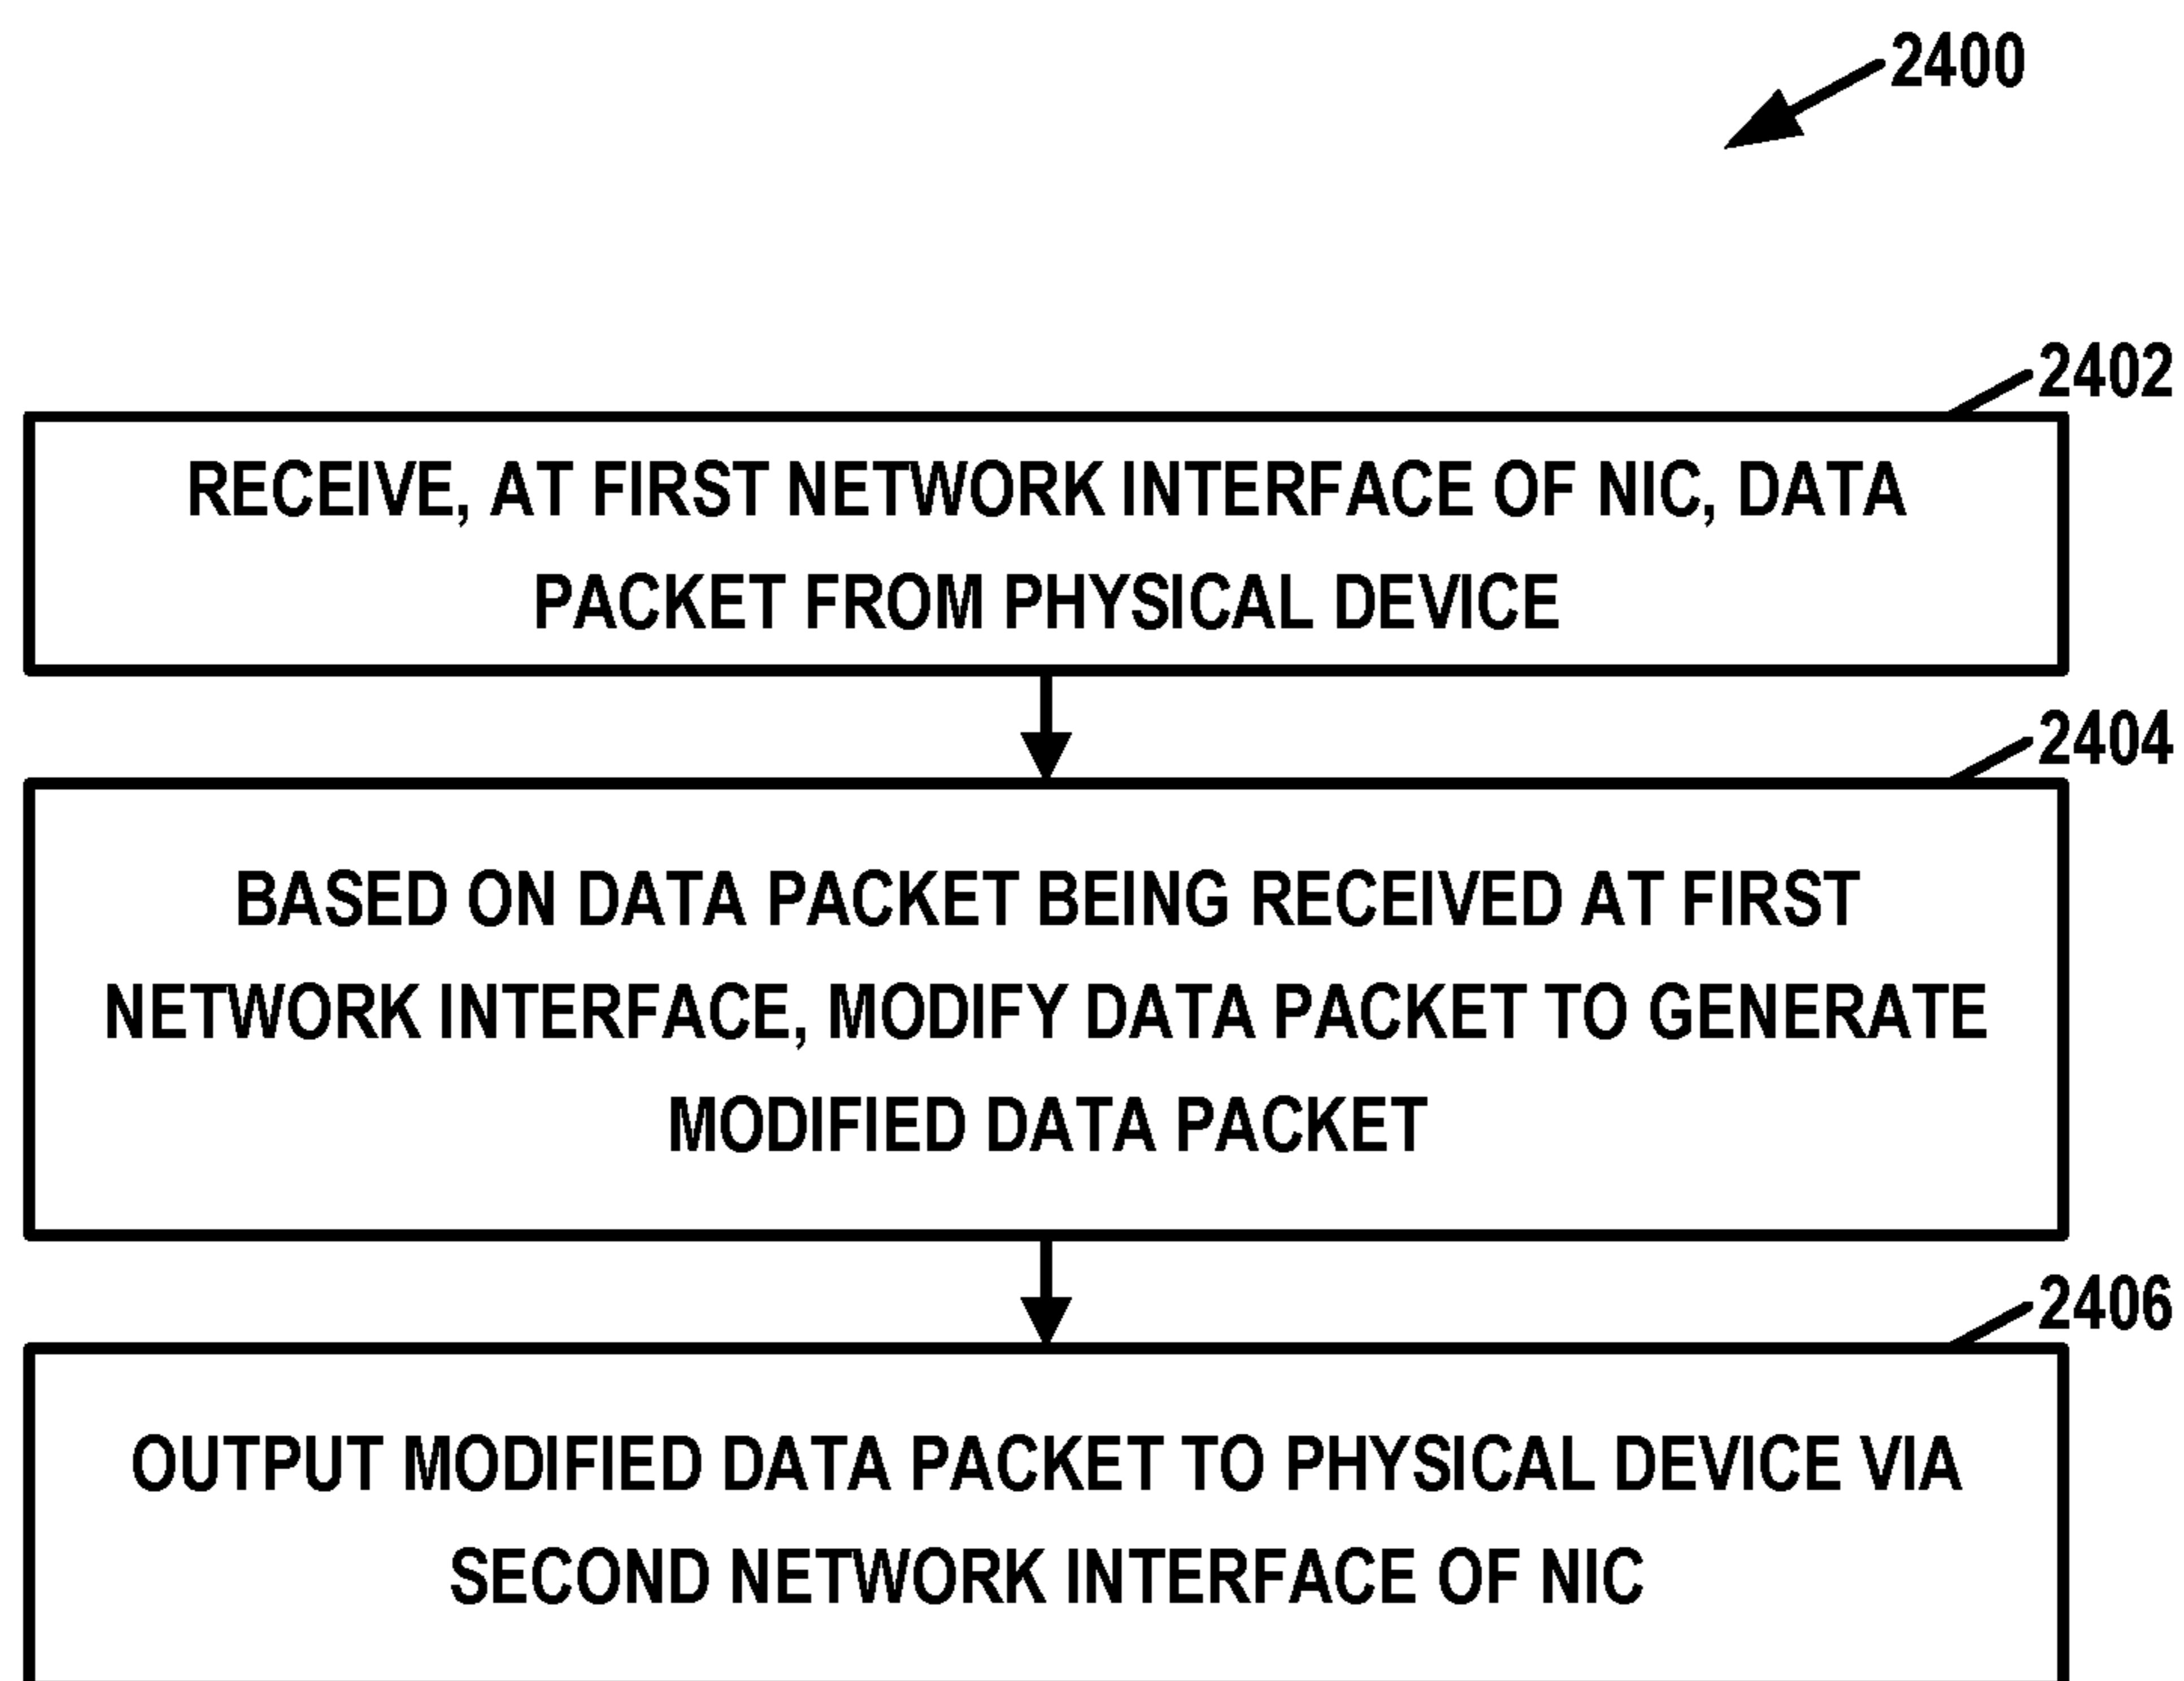 2400
2402
RECEIVE, AT FIRST NETWORK INTERFACE OF NIC, DATA
PACKET FROM PHYSICAL DEVICE
2404
BASED ON DATA PACKET BEING RECEIVED AT FIRST
NETWORK INTERFACE, MODIFY DATA PACKET TO GENERATE
MODIFIED DATA PACKET
2406
OUTPUT MODIFIED DATA PACKET TO PHYSICAL DEVICE VIA
SECOND NETWORK INTERFACE OF NIC